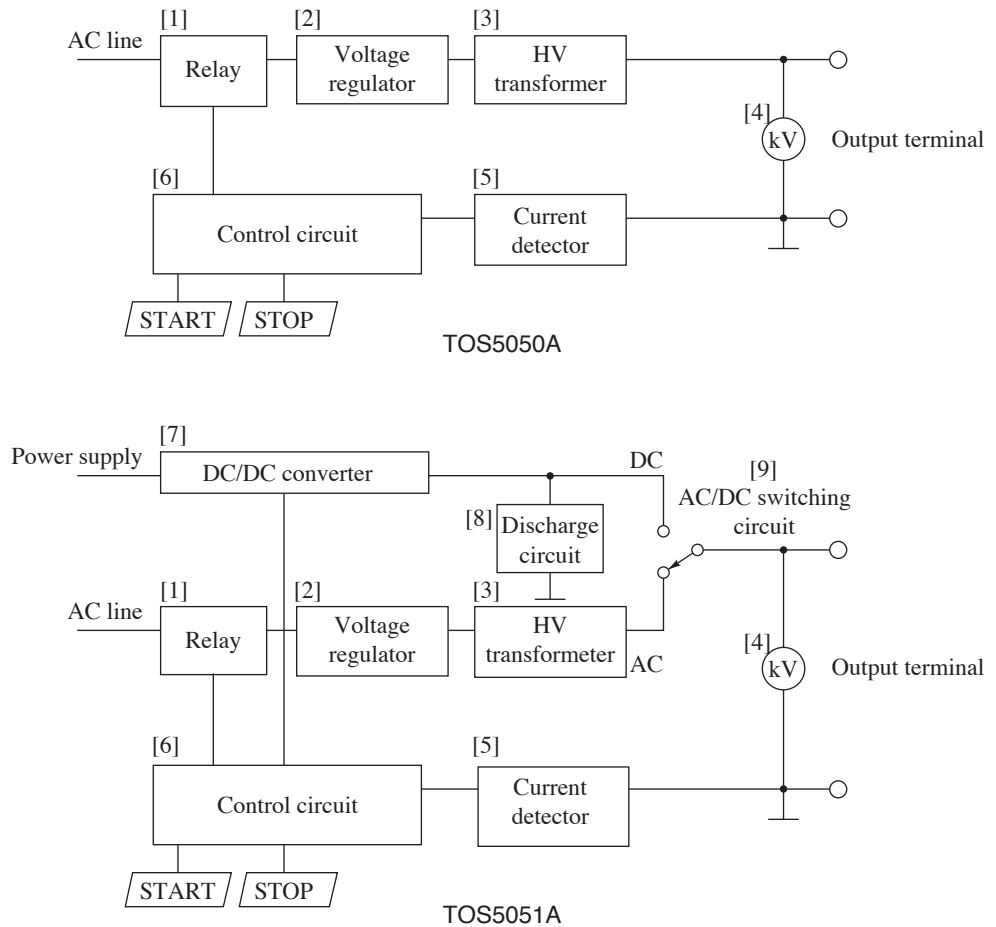 [1]
[2]
[3]
AC line
Relay
Voltage
regulator
HV
transformer
[4]
kV
Output terminal
[6]
[5]
Control circuit
Current
detector
START
STOP
TOS5050A
[7]
Power supply
DC/DC converter
DC
[9]
AC/DC switching
circuit
[8]
Discharge
circuit
[1]
[2]
[3]
AC line
Relay
Voltage
regulator
HV
transformeter
AC
[4]
kV
Output terminal
[6]
[5]
Control circuit
Current
detector
START
STOP
TOS5051A